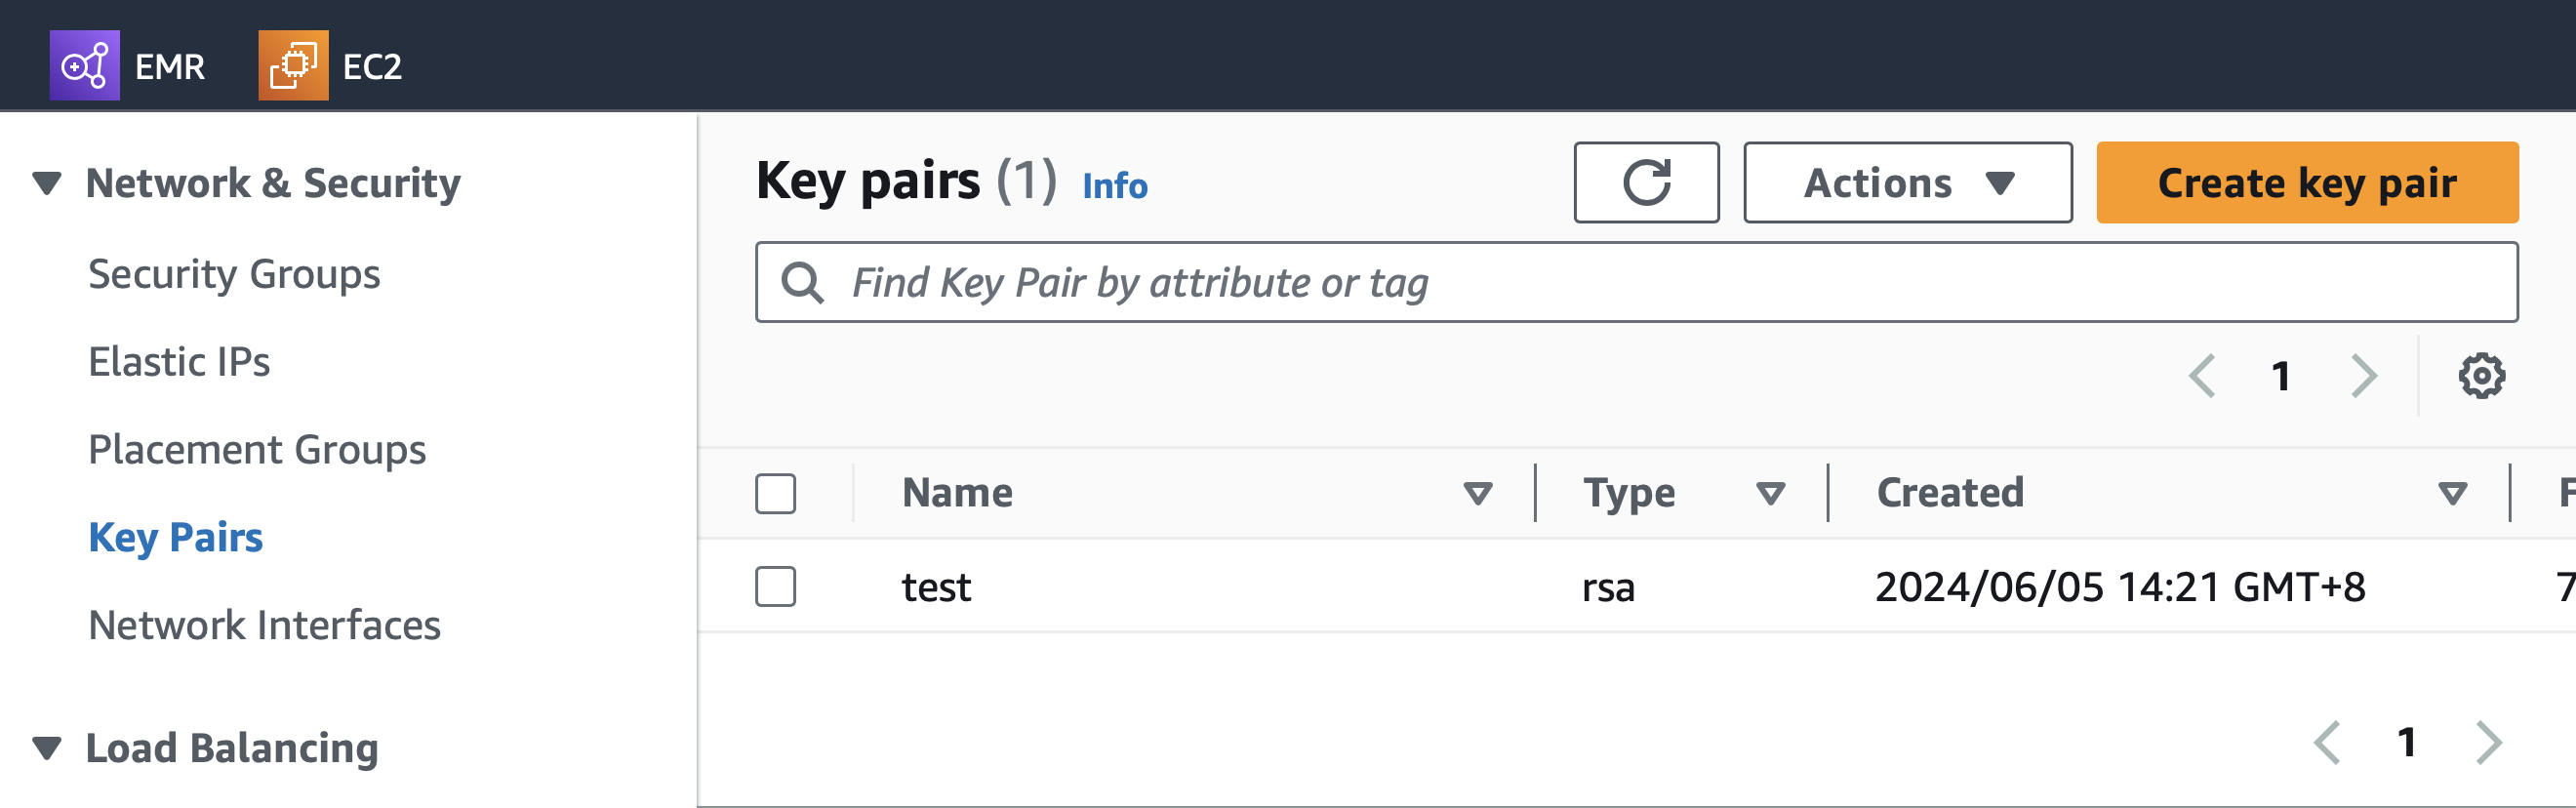 EMR EC2
Network & Security
Security Groups
Elastic IPs
Placement Groups
Key Pairs
Network Interfaces
Load Balancing
Key pairs (1) Info
Actions
Create key pair
Find Key Pair by attribute or tag
1
Name Type Created
test rsa 2024/06/05 14:21 GMT+8 7
1